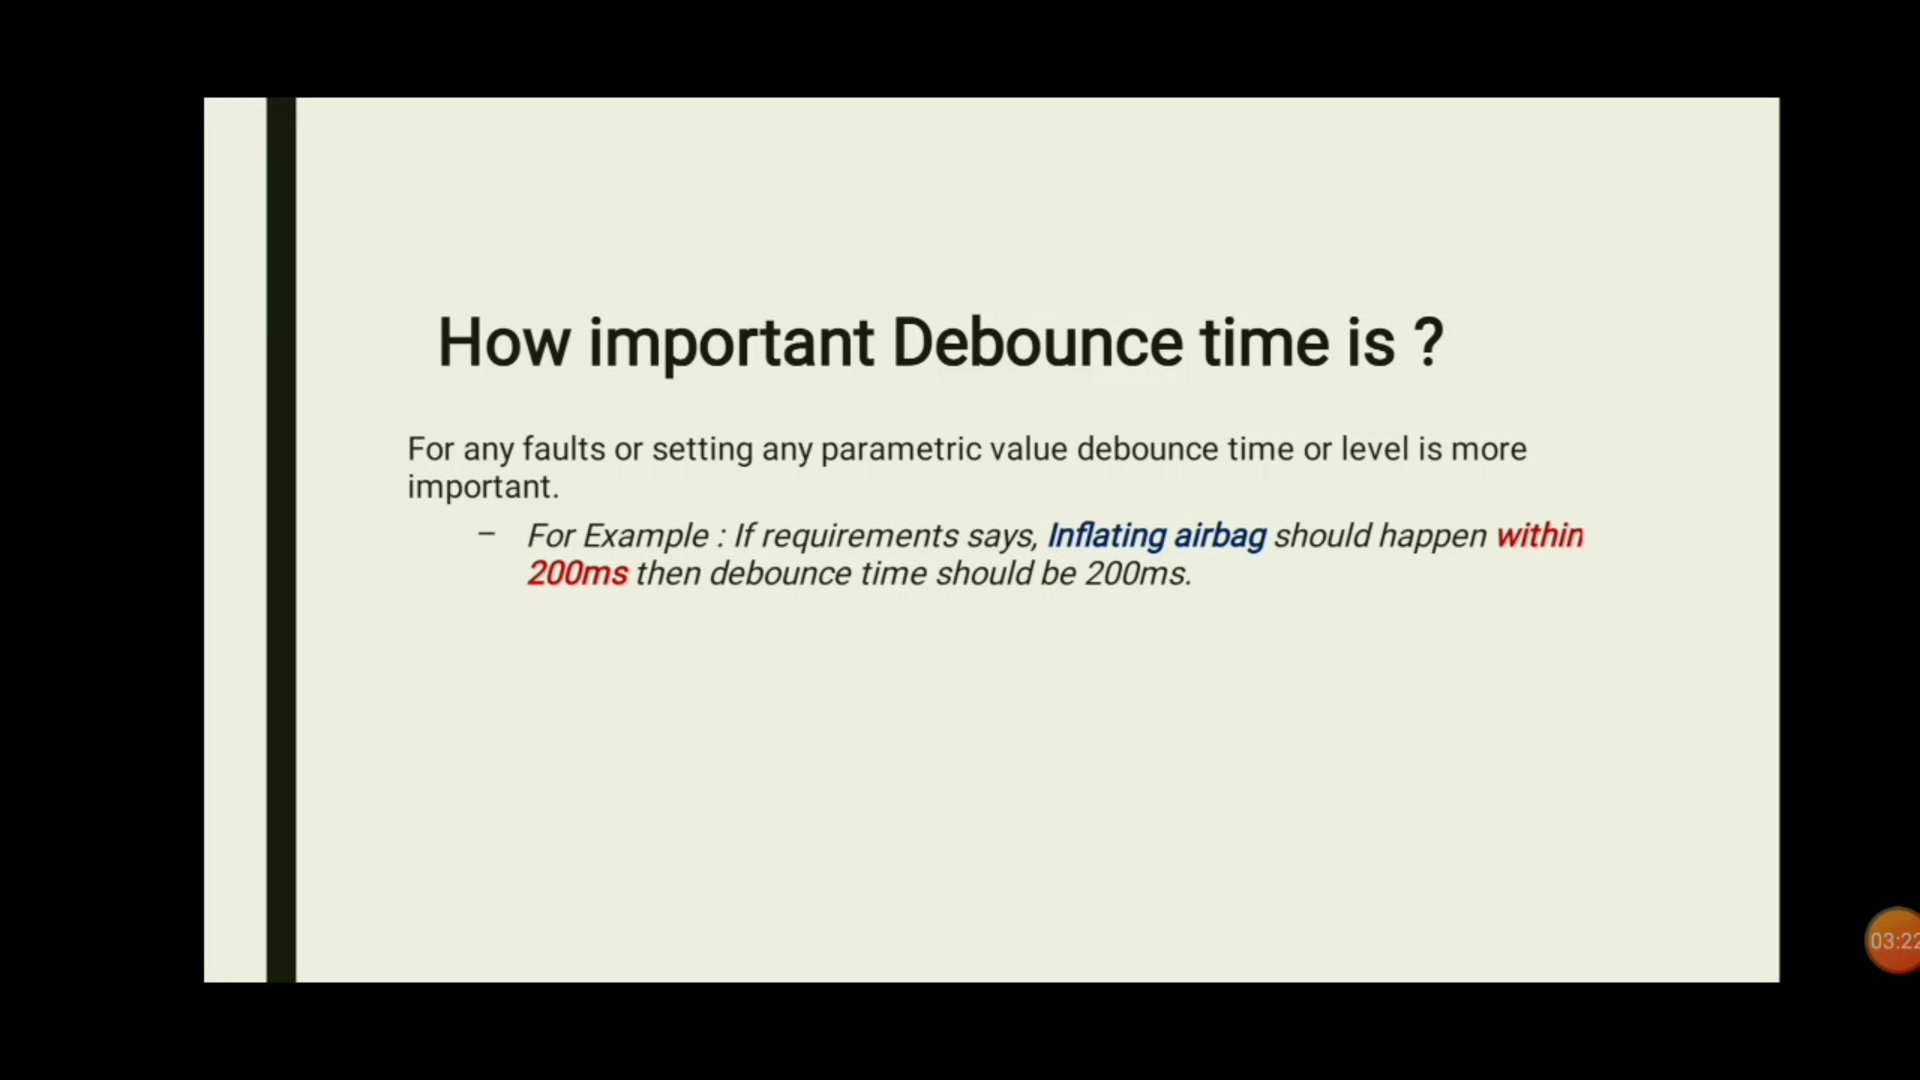 How important Debounce time is ?
For any faults or setting any parametric value debounce time or level is more
important.
– For Example : If requirements says, Inflating airbag should happen within
200ms then debounce time should be 200ms.
03:22